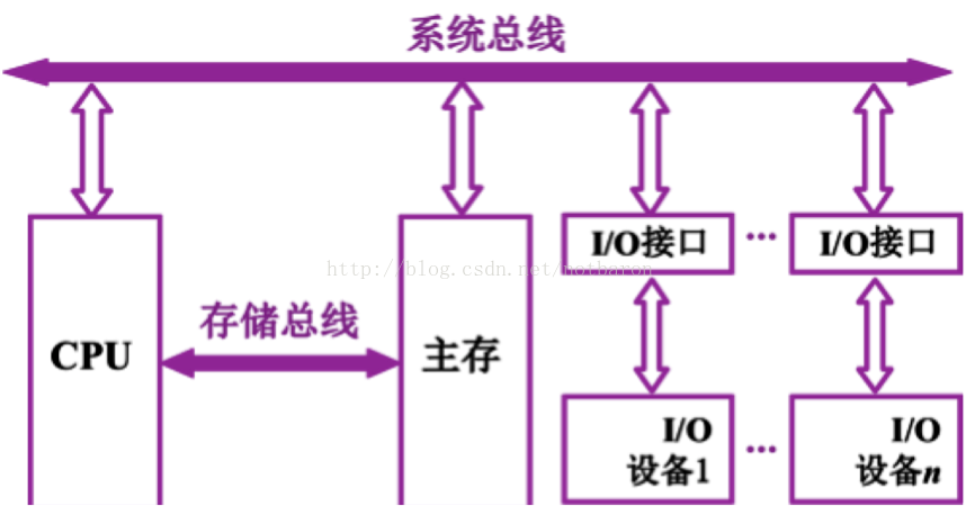 系统总线
I/O接口 ··· I/O接口
http://blog.csdn.net/
存储总线
CPU
主存
I/O
设备1
···
I/O
设备n